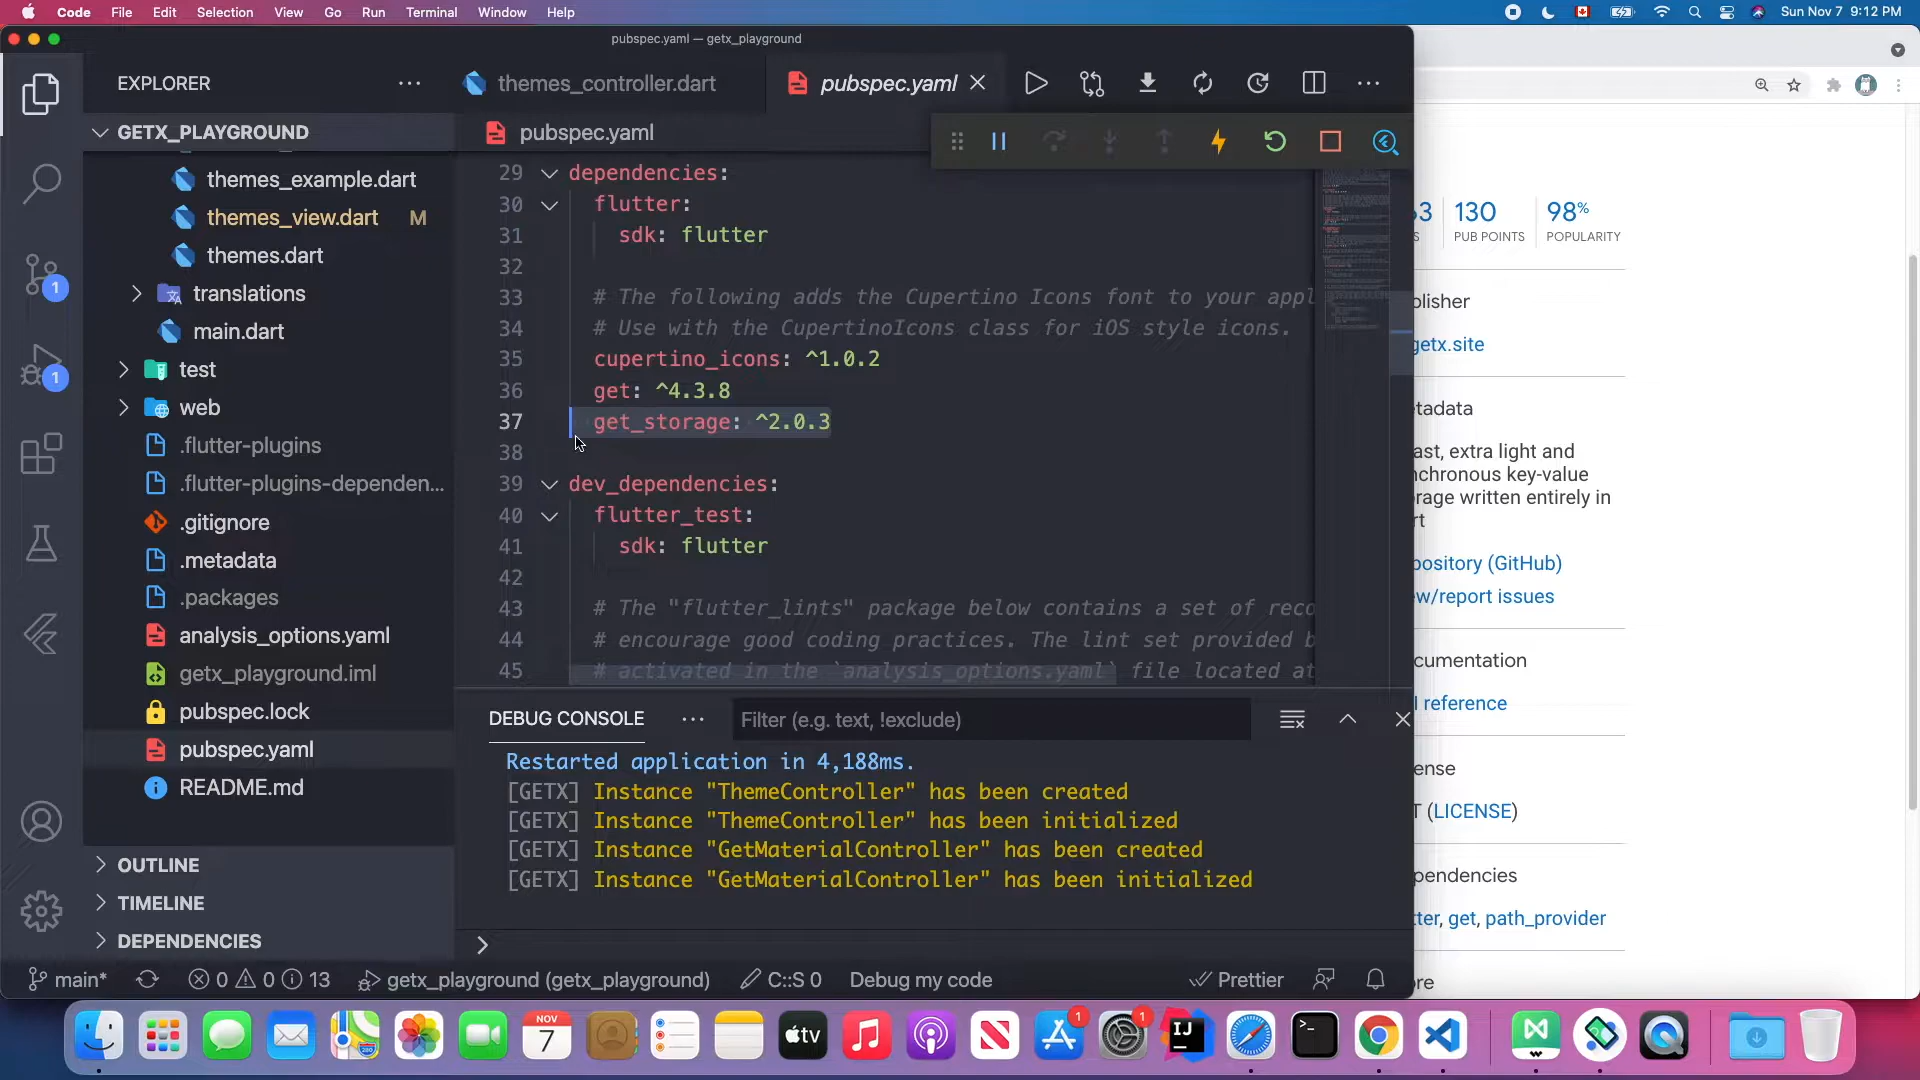 Code File Edit Selection View Go Run Terminal Window Help
Sun Nov 7 9:12 PM
pubspec.yaml — getx_playground
EXPLORER
themes_controller.dart
pubspec.yaml
GETX_PLAYGROUND
themes_example.dart
themes_view.dart M
themes.dart
translations
main.dart
test
web
.flutter-plugins
.flutter-plugins-dependen...
.gitignore
.metadata
.packages
analysis_options.yaml
getx_playground.iml
pubspec.lock
pubspec.yaml
README.md
OUTLINE
TIMELINE
DEPENDENCIES
1
1
pubspec.yaml
29 dependencies:
30 flutter:
31 sdk: flutter
32
33 # The following adds the Cupertino Icons font to your appl
34 # Use with the CupertinoIcons class for iOS style icons.
35 cupertino_icons: ^1.0.2
36 get: ^4.3.8
37 get_storage: ^2.0.3
38
39 dev_dependencies:
40 flutter_test:
41 sdk: flutter
42
43 # The "flutter_lints" package below contains a set of reco
44 # encourage good coding practices. The lint set provided b
45 # activated in the `analysis_options.yaml` file located at
DEBUG CONSOLE
Filter (e.g. text, !exclude)
Restarted application in 4,188ms.
[GETX] Instance "ThemeController" has been created
[GETX] Instance "ThemeController" has been initialized
[GETX] Instance "GetMaterialController" has been created
[GETX] Instance "GetMaterialController" has been initialized
main* 0 0 13 getx_playground (getx_playground) C::S 0 Debug my code Prettier
3 130 98%
S PUB POINTS POPULARITY
blisher
getx.site
tadata
ast, extra light and
nchronous key-value
rage written entirely in
rt
pository (GitHub)
ew/report issues
cumentation
I reference
ense
T (LICENSE)
pendencies
tter, get, path_provider
ore
NOV
7
tv
1
1